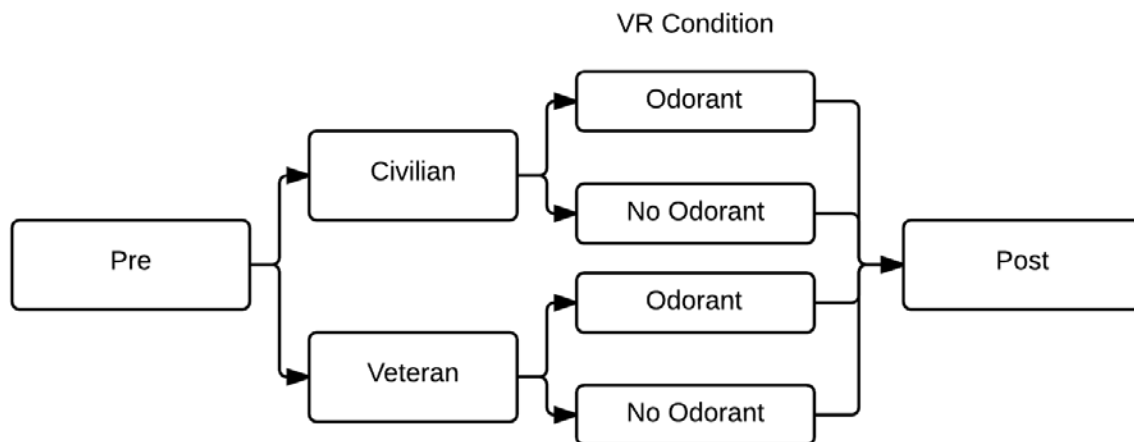 VR Condition
Pre
Civilian
Odorant
No Odorant
Veteran
Odorant
No Odorant
Post